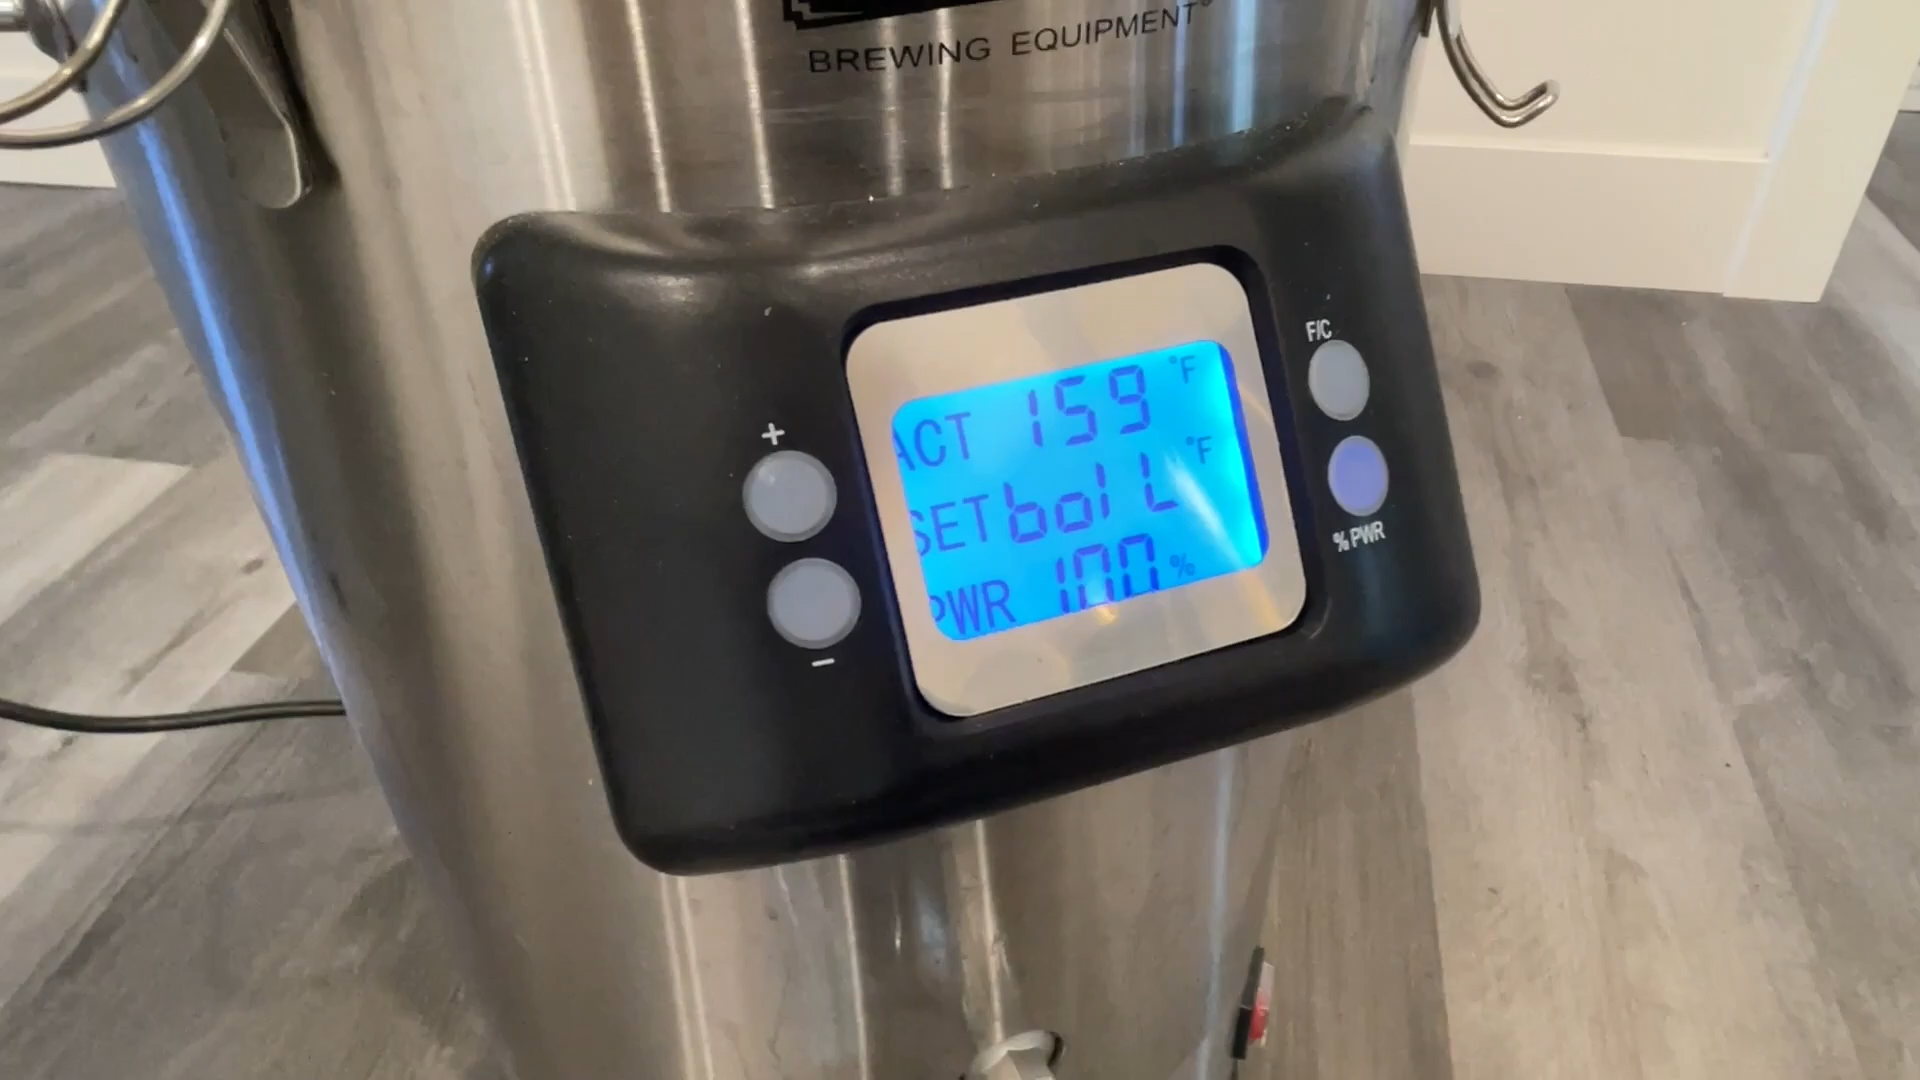 BREWING EQUIPMENT®
F/C
ACT 159 °F
+
SET boil °F
% PWR
PWR 100 %
−